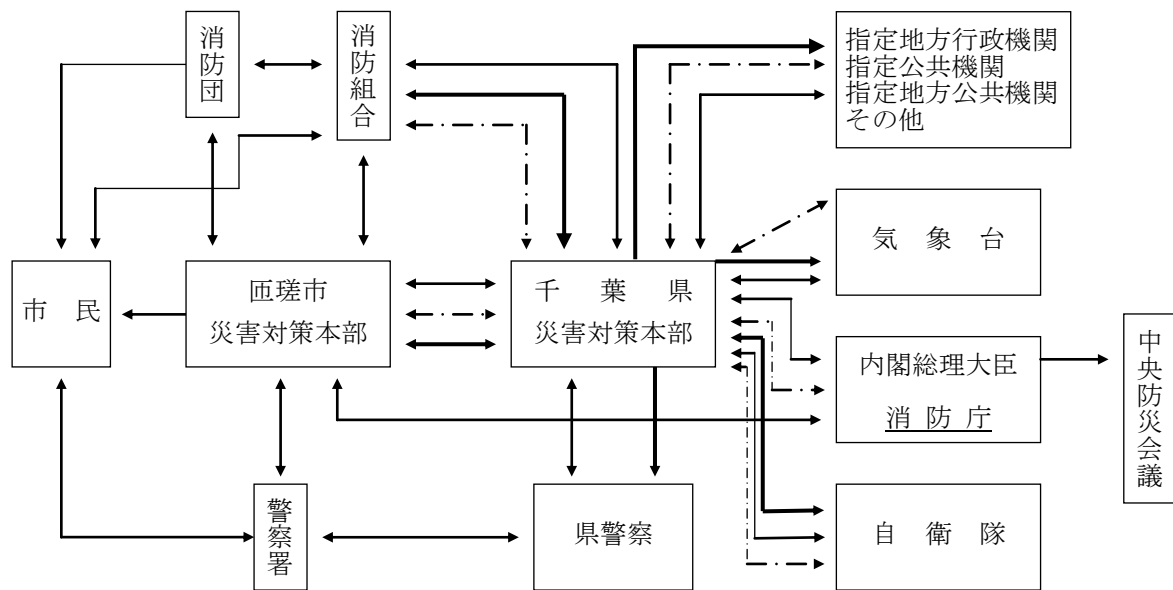 消防団
消防組合
指定地方行政機関
指定公共機関
指定地方公共機関
その他
気象台
市民
匝瑳市
災害対策本部
千葉県
災害対策本部
内閣総理大臣
消防庁
中央防災会議
警察署
県警察
自衛隊